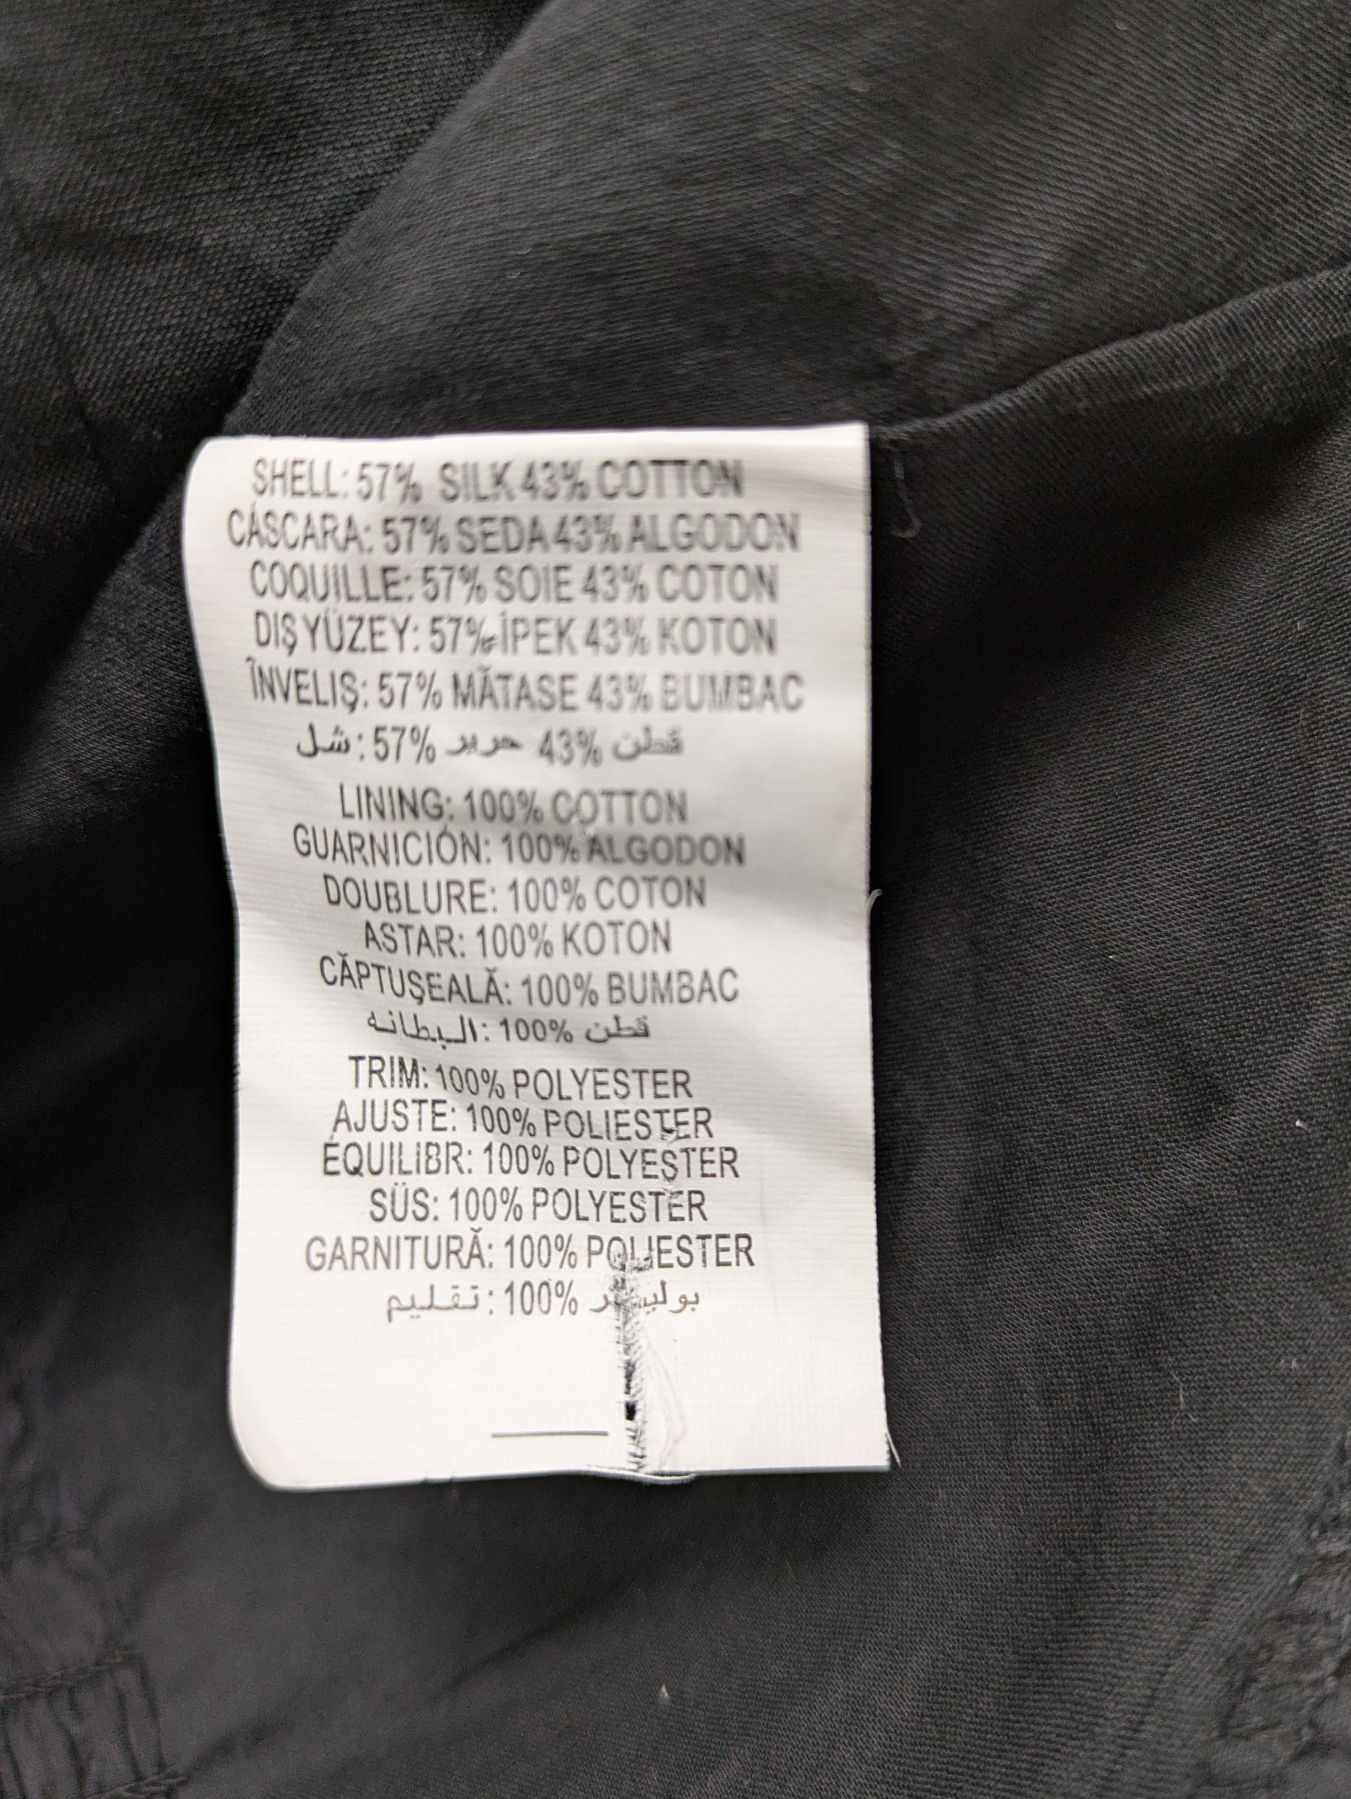 SHELL: 57% SILK 43% COTTON
CÁSCARA: 57% SEDA 43% ALGODON
COQUILLE: 57% SOIE 43% COTON
DIŞ YÜZEY: 57% İPEK 43% KOTON
ÎNVELIŞ: 57% MĂTASE 43% BUMBAC
شل: 57% حرير 43% قطن
LINING: 100% COTTON
GUARNICIÓN: 100% ALGODON
DOUBLURE: 100% COTON
ASTAR: 100% KOTON
CĂPTUŞEALĂ: 100% BUMBAC
البطانه: 100% قطن
TRIM: 100% POLYESTER
AJUSTE: 100% POLIESTER
ÉQUILIBR: 100% POLYESTER
SÜS: 100% POLYESTER
GARNITURĂ: 100% POLIESTER
تقليم: 100%